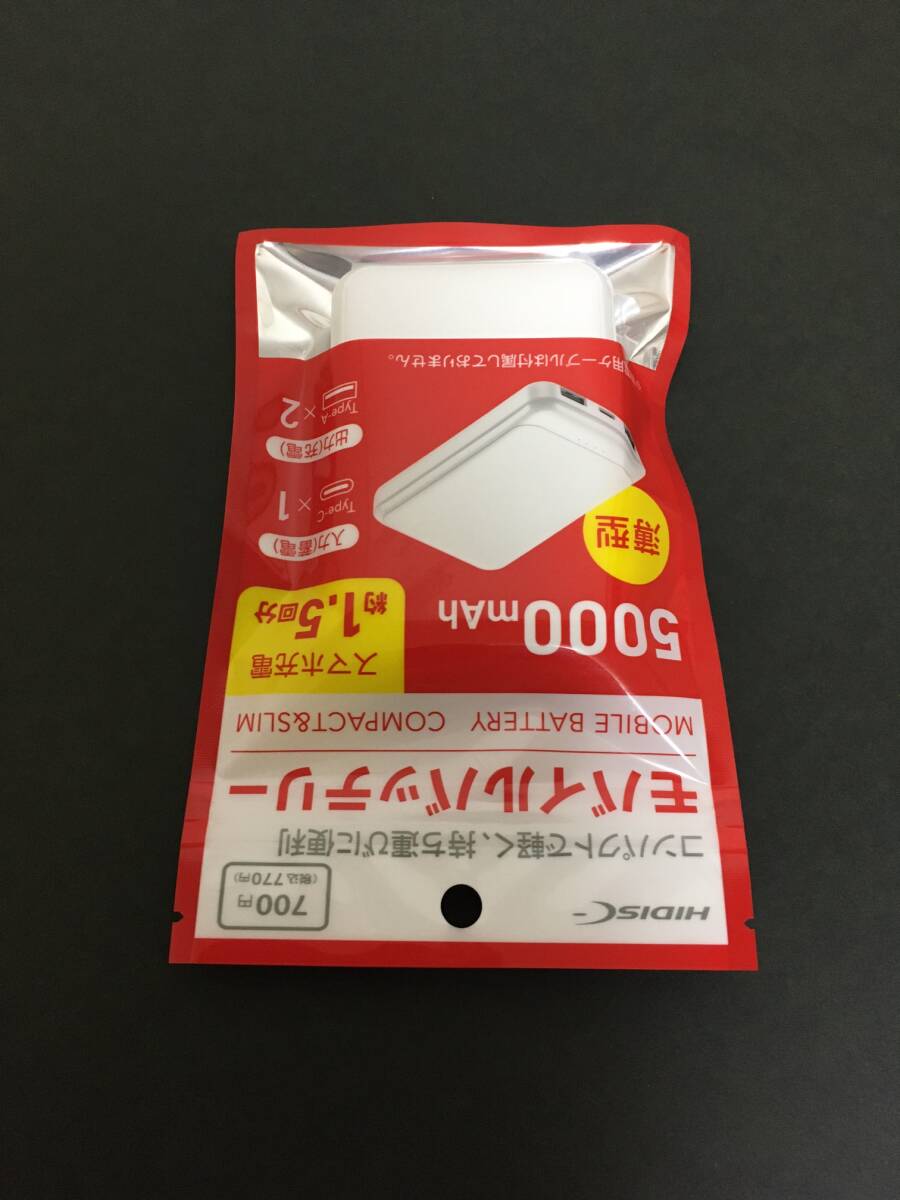 HIDISC
700円
(税込770円)
コンパクトで軽く、持ち運びに便利
モバイルバッテリー
MOBILE BATTERY COMPACT&SLIM
5000mAh
スマホ充電
約1.5回分
薄型
入力(蓄電)
Type-C
×1
出力(充電)
Type-A
×2
用ケーブルは付属しておりません。